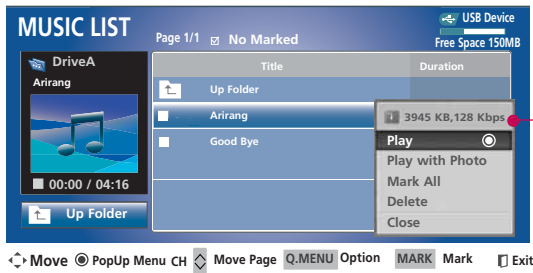 MUSIC LIST
Page 1/1 No Marked
USB Device
Free Space 150MB
DriveA
Arirang
00:00 / 04:16
Up Folder
Title Duration
Up Folder
Arirang
Good Bye
3945 KB,128 Kbps
Play
Play with Photo
Mark All
Delete
Close
Move PopUp Menu CH Move Page Q.MENU Option MARK Mark Exit